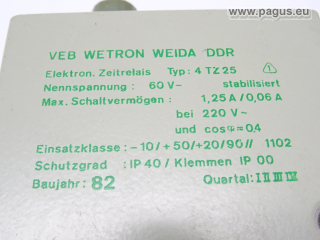 www.pagus.eu
VEB WETRON WEIDA DDR
Elektron. Zeitrelais Typ: 4 TZ 25 1
Nennspannung : 60 V- stabilisiert
Max. Schaltvermögen : 1,25 A / 0,06 A
bei 220 V~
und cosφ=0,4
Einsatzklasse : -10/+50/+20/90// 1102
Schutzgrad : IP 40 / Klemmen IP 00
Baujahr: 82 Quartal: I II III IV